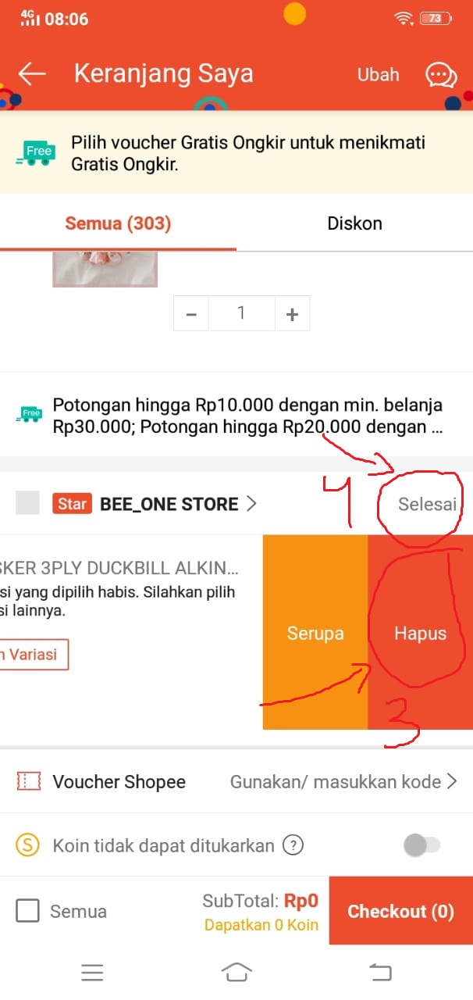 4G 08:06 73
Keranjang Saya Ubah
Free
Pilih voucher Gratis Ongkir untuk menikmati
Gratis Ongkir.
Semua (303) Diskon
- 1 +
Free
Potongan hingga Rp10.000 dengan min. belanja
Rp30.000; Potongan hingga Rp20.000 dengan ...
Star BEE_ONE STORE > 4 Selesai
SKER 3PLY DUCKBILL ALKIN...
si yang dipilih habis. Silahkan pilih
si lainnya.
n Variasi
Serupa Hapus
3
Voucher Shopee Gunakan/ masukkan kode >
S Koin tidak dapat ditukarkan ?
Semua
SubTotal: Rp0
Dapatkan 0 Koin
Checkout (0)